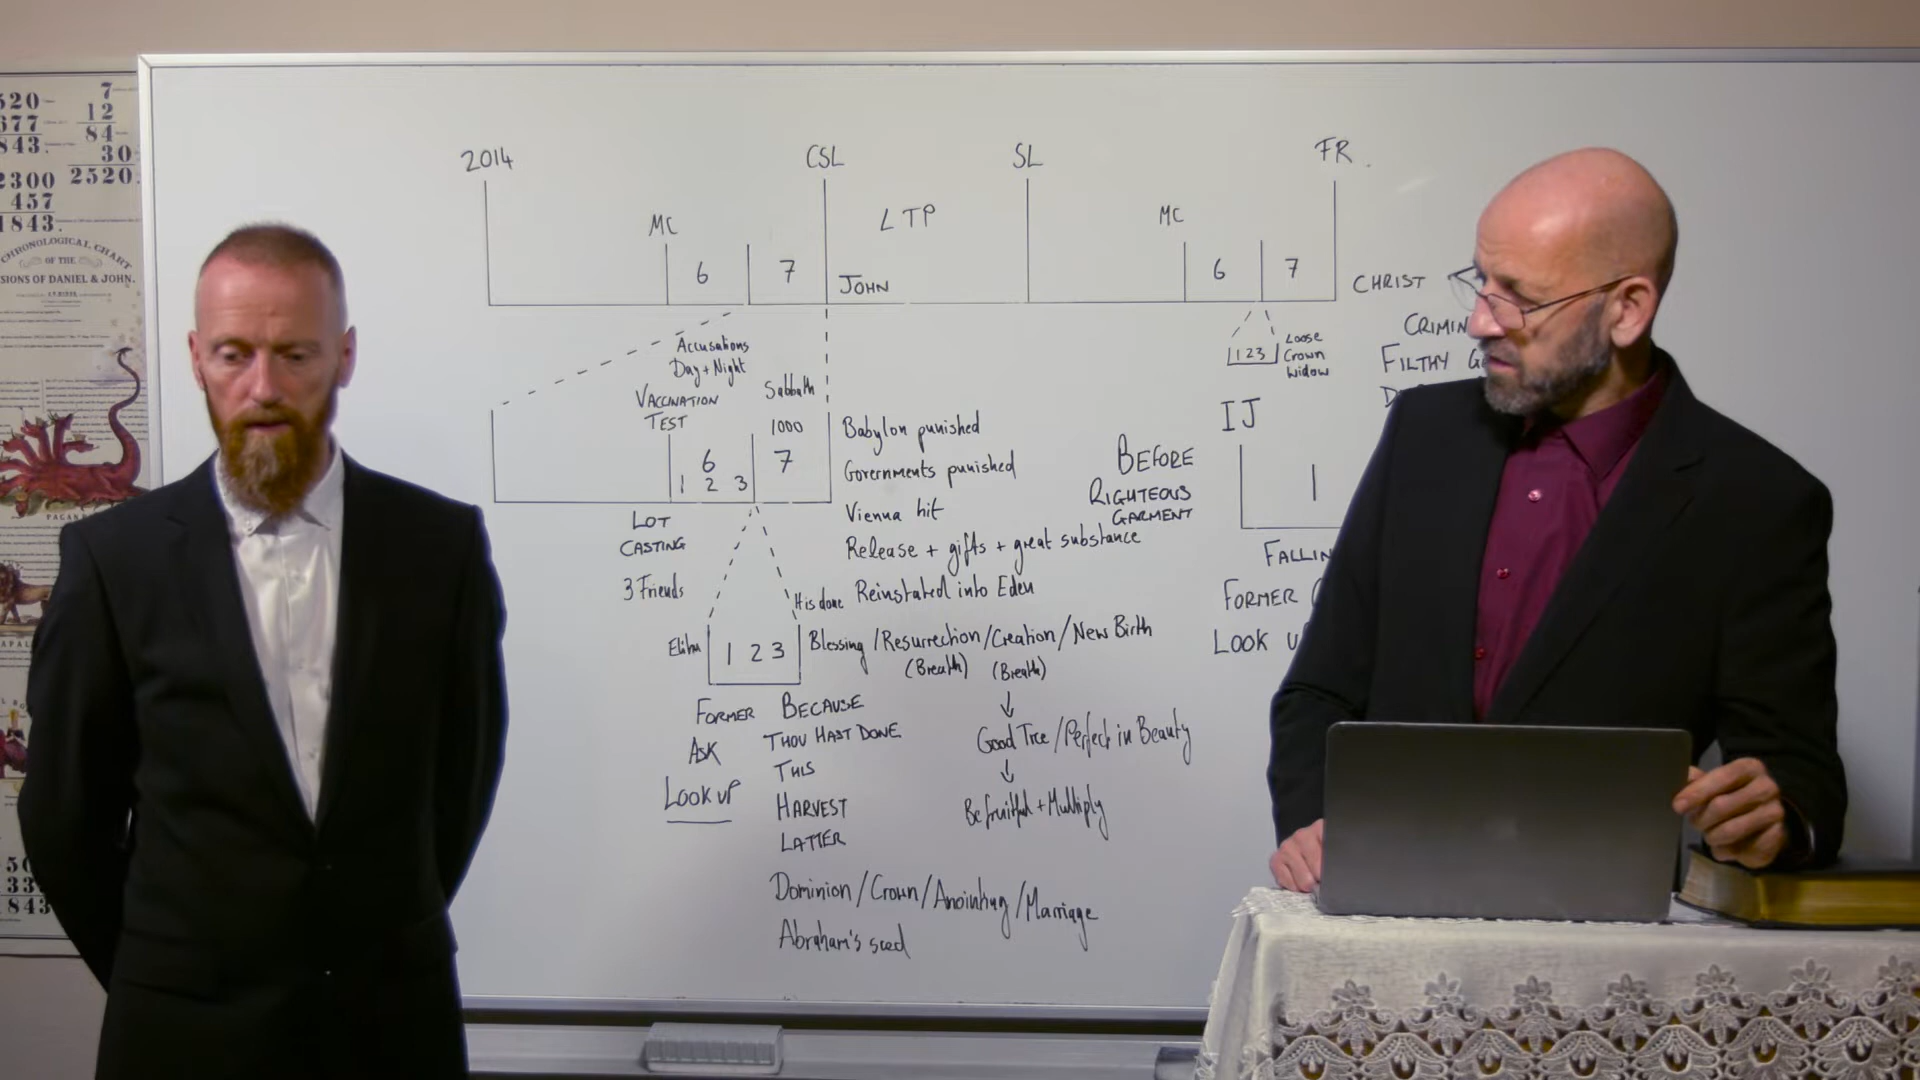 520
677
843.
2300
457
1843.
7
12
84
30
2520.
CHRONOLOGICAL CHART
OF THE
SIONS OF DANIEL & JOHN.
PAGAN
PAPAL
50
33
843
2014
CSL
SL
FR.
MC
LTP
MC
6
7
JOHN
6
7
CHRIST
Accusations
Day + Night
VACCINATION
TEST
Sabbath
1000
6
7
1 2 3
LOT
CASTING
3 Friends
Babylon punished
Governments punished
Vienna hit
Release + gifts + great substance
His done Reinstated into Eden
Elihu
1 2 3
Blessing/Resurrection/Creation/New Birth
(Breath) (Breath)
↓
Good Tree/Perfect in Beauty
↓
Be fruitful + Multiply
FORMER
ASK
LOOK UP
BECAUSE
THOU HAST DONE
THIS
HARVEST
LATTER
Dominion/Crown/Anointing/Marriage
Abraham's seed
1 2 3
Loose
Crown
Widow
CRIMIN
FILTHY G
D
IJ
BEFORE
RIGHTEOUS
GARMENT
1
FALLIN
FORMER
LOOK U